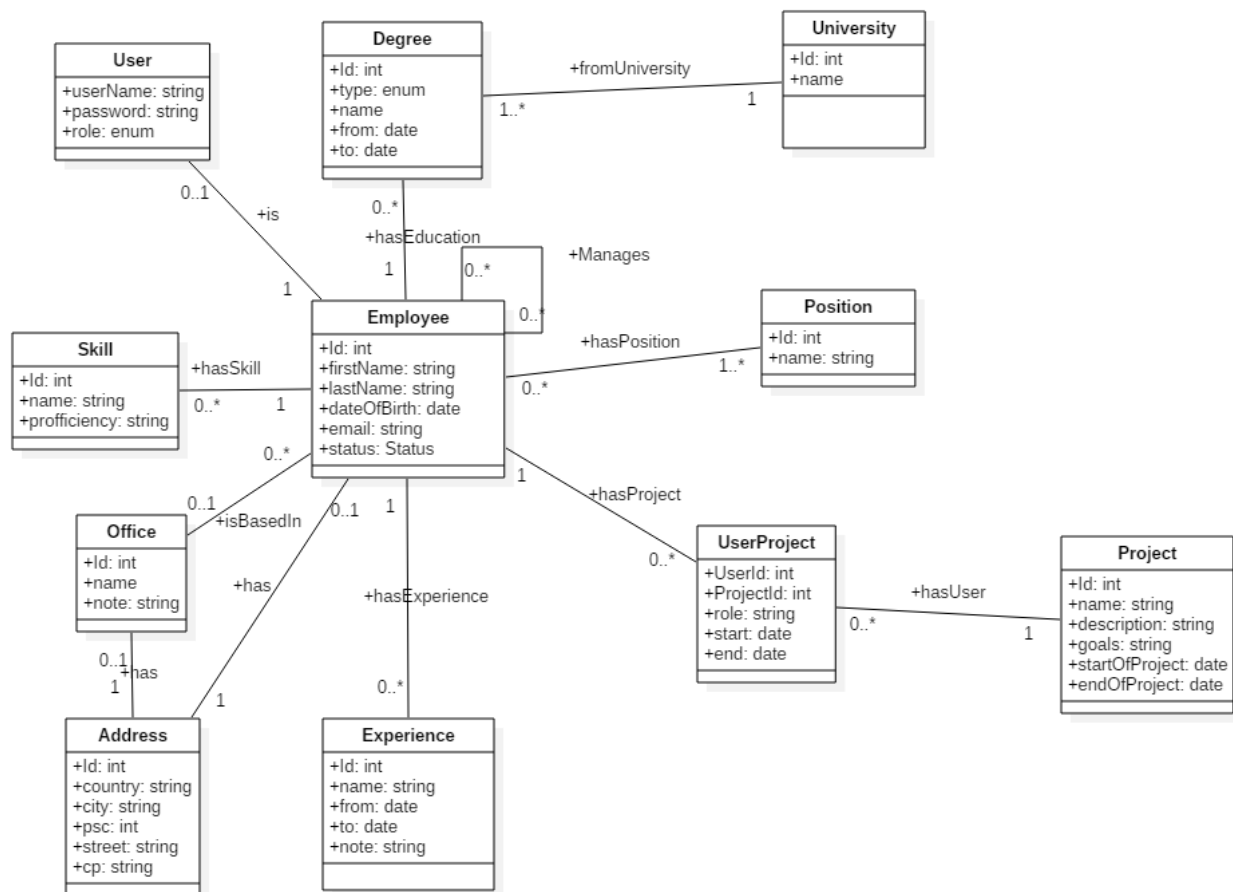 User
+userName: string
+password: string
+role: enum
Degree
+Id: int
+type: enum
+name
+from: date
+to: date
University
+Id: int
+name
+fromUniversity
1..*
1
0..1
+is
1
0..*
+hasEducation
1
+Manages
0..*
0..*
Employee
+Id: int
+firstName: string
+lastName: string
+dateOfBirth: date
+email: string
+status: Status
Position
+Id: int
+name: string
+hasPosition
0..*
1..*
Skill
+Id: int
+name: string
+profficiency: string
+hasSkill
0..*
1
0..*
0..1
+isBasedIn
Office
+Id: int
+name
+note: string
0..1
+has
1
0..1
+has
1
1
+hasExperience
0..*
1
+hasProject
0..*
UserProject
+UserId: int
+ProjectId: int
+role: string
+start: date
+end: date
+hasUser
0..*
1
Project
+Id: int
+name: string
+description: string
+goals: string
+startOfProject: date
+endOfProject: date
Address
+Id: int
+country: string
+city: string
+psc: int
+street: string
+cp: string
Experience
+Id: int
+name: string
+from: date
+to: date
+note: string